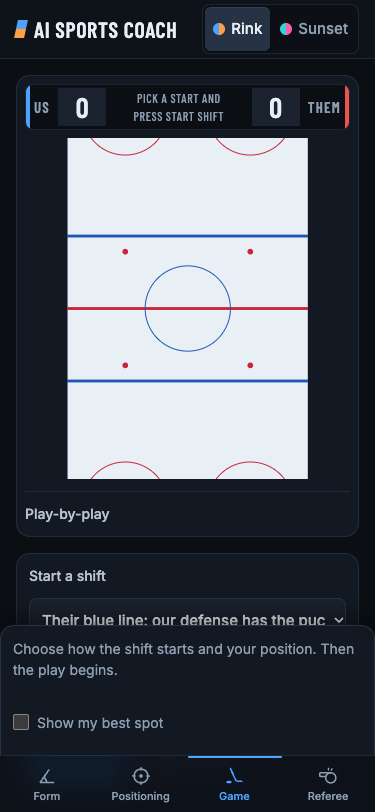 AI SPORTS COACH
Rink
Sunset
US
0
PICK A START AND
PRESS START SHIFT
0
THEM
Play-by-play
Start a shift
Their blue line: our defense has the puc
Choose how the shift starts and your position. Then
the play begins.
Show my best spot
Form
Positioning
Game
Referee